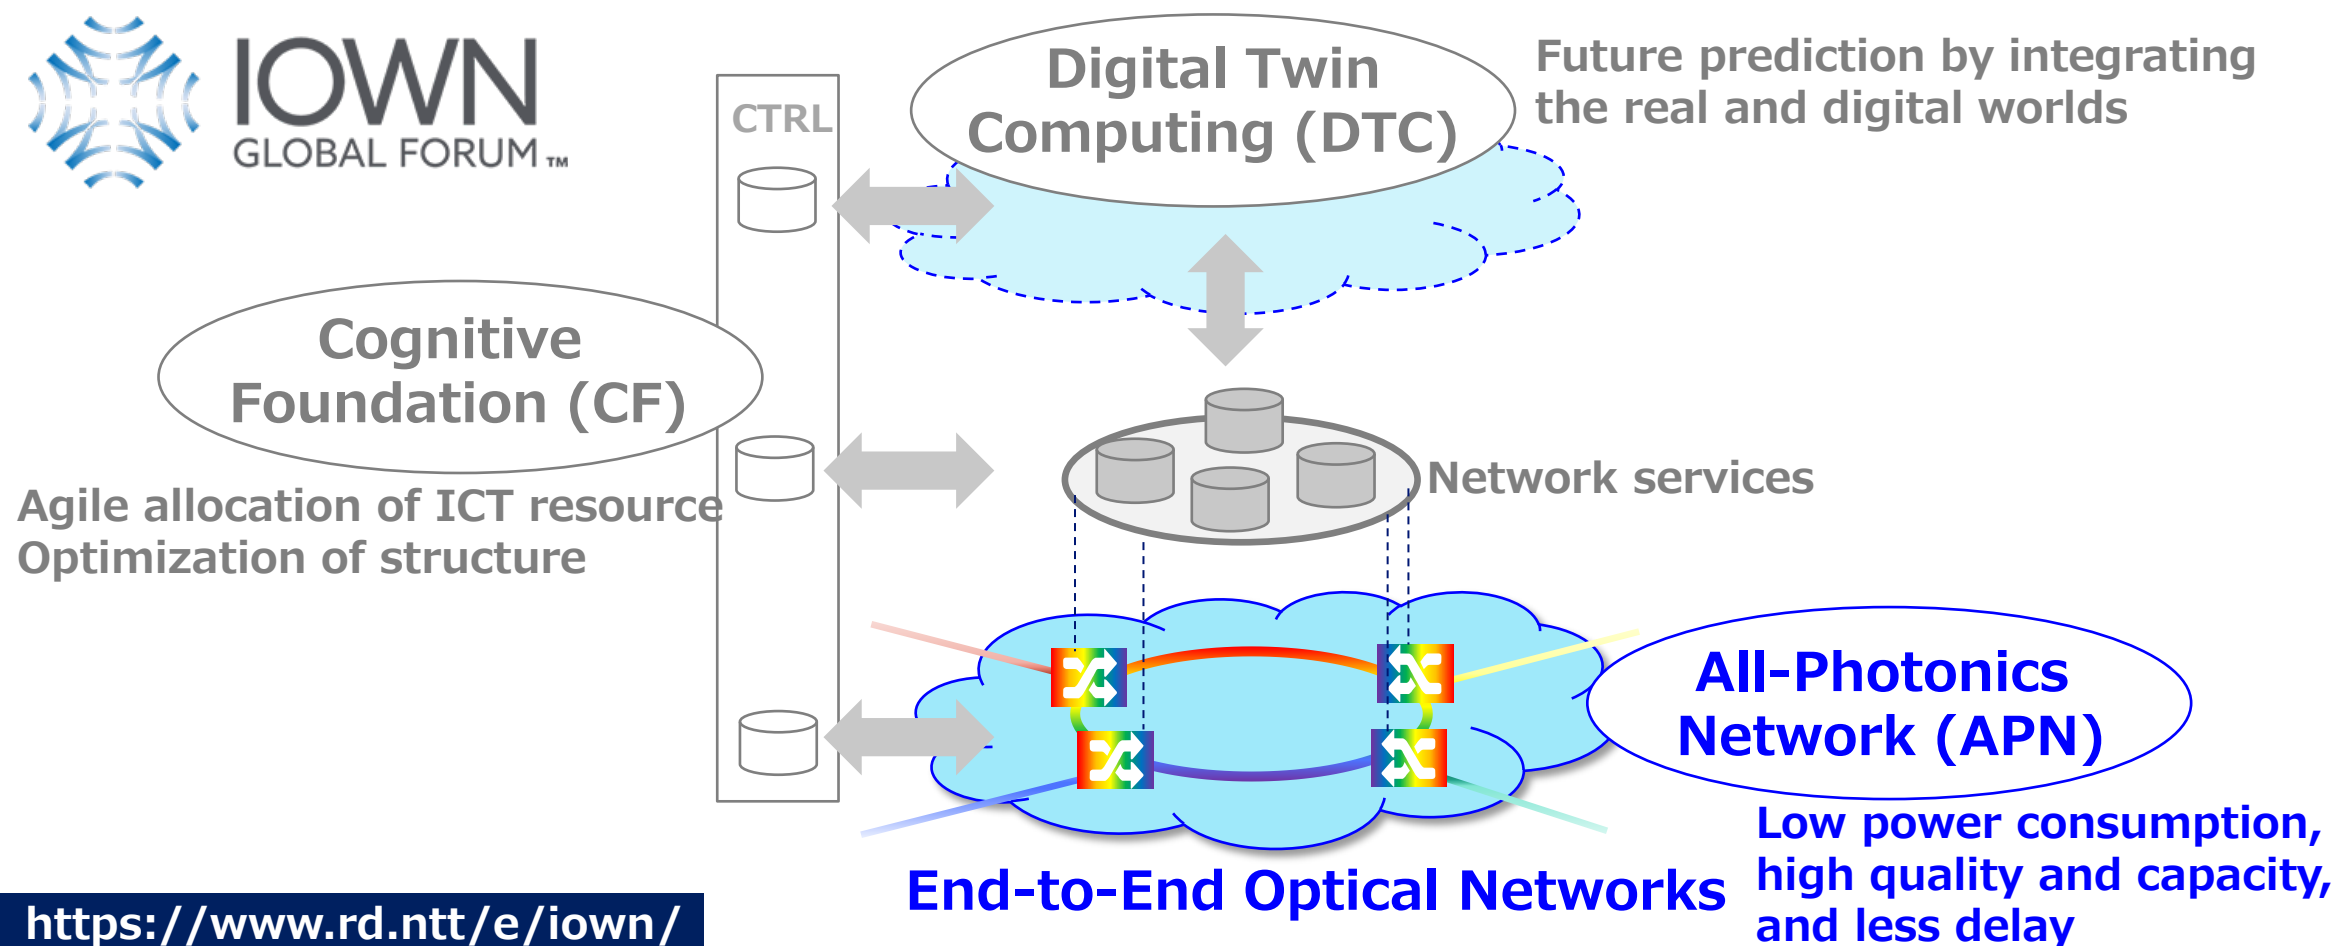 IOWN
GLOBAL FORUM ™
CTRL
Digital Twin
Computing (DTC)
Future prediction by integrating
the real and digital worlds
Cognitive
Foundation (CF)
Agile allocation of ICT resource
Optimization of structure
Network services
All-Photonics
Network (APN)
Low power consumption,
high quality and capacity,
and less delay
End-to-End Optical Networks
https://www.rd.ntt/e/iown/